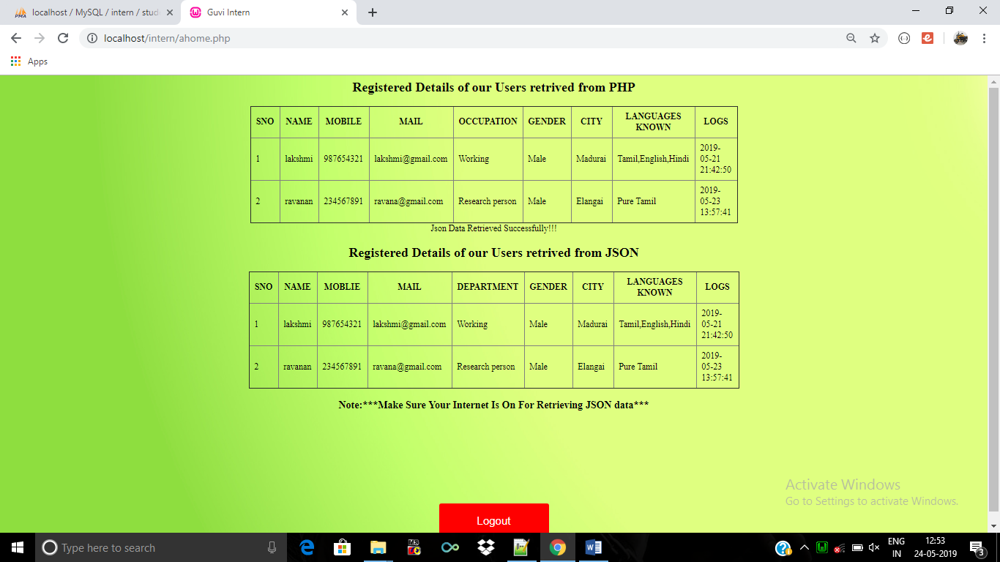 localhost / MySQL / intern / stud
Guvi Intern
localhost/intern/ahome.php
Apps
Registered Details of our Users retrived from PHP
SNO NAME MOBILE MAIL OCCUPATION GENDER CITY LANGUAGES KNOWN LOGS
1 lakshmi 987654321 lakshmi@gmail.com Working Male Madurai Tamil,English,Hindi 2019-05-21 21:42:50
2 ravanan 234567891 ravana@gmail.com Research person Male Elangai Pure Tamil 2019-05-23 13:57:41
Json Data Retrieved Successfully!!!
Registered Details of our Users retrived from JSON
SNO NAME MOBLIE MAIL DEPARTMENT GENDER CITY LANGUAGES KNOWN LOGS
1 lakshmi 987654321 lakshmi@gmail.com Working Male Madurai Tamil,English,Hindi 2019-05-21 21:42:50
2 ravanan 234567891 ravana@gmail.com Research person Male Elangai Pure Tamil 2019-05-23 13:57:41
Note:***Make Sure Your Internet Is On For Retrieving JSON data***
Activate Windows
Go to Settings to activate Windows.
Logout
Type here to search
ENG
IN
12:53
24-05-2019
3